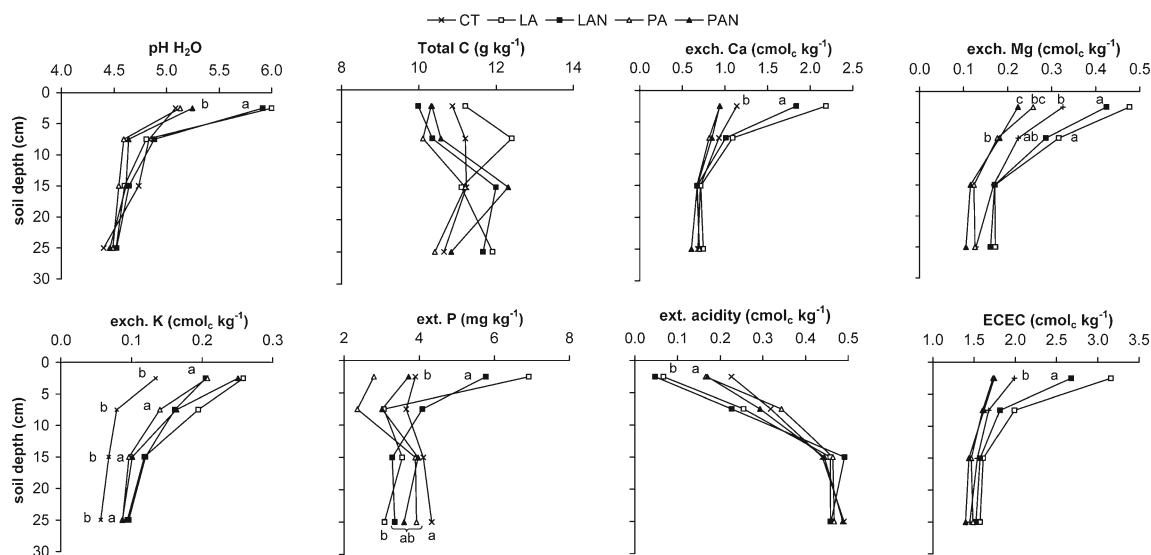 CT LA LAN PA PAN
pH H₂O
4.0 4.5 5.0 5.5 6.0
Total C (g kg⁻¹)
8 10 12 14
exch. Ca (cmol꜀ kg⁻¹)
0.0 0.5 1.0 1.5 2.0 2.5
exch. Mg (cmol꜀ kg⁻¹)
0.0 0.1 0.2 0.3 0.4 0.5
soil depth (cm)
0
5
10
15
20
25
30
b a
b a
c bc b a
b ab a
exch. K (cmol꜀ kg⁻¹)
0.0 0.1 0.2 0.3
ext. P (mg kg⁻¹)
2 4 6 8
ext. acidity (cmol꜀ kg⁻¹)
0.0 0.1 0.2 0.3 0.4 0.5
ECEC (cmol꜀ kg⁻¹)
1.0 1.5 2.0 2.5 3.0 3.5
soil depth (cm)
0
5
10
15
20
25
30
b a
b a
b a
b a
b a
b ab a
b a
b a